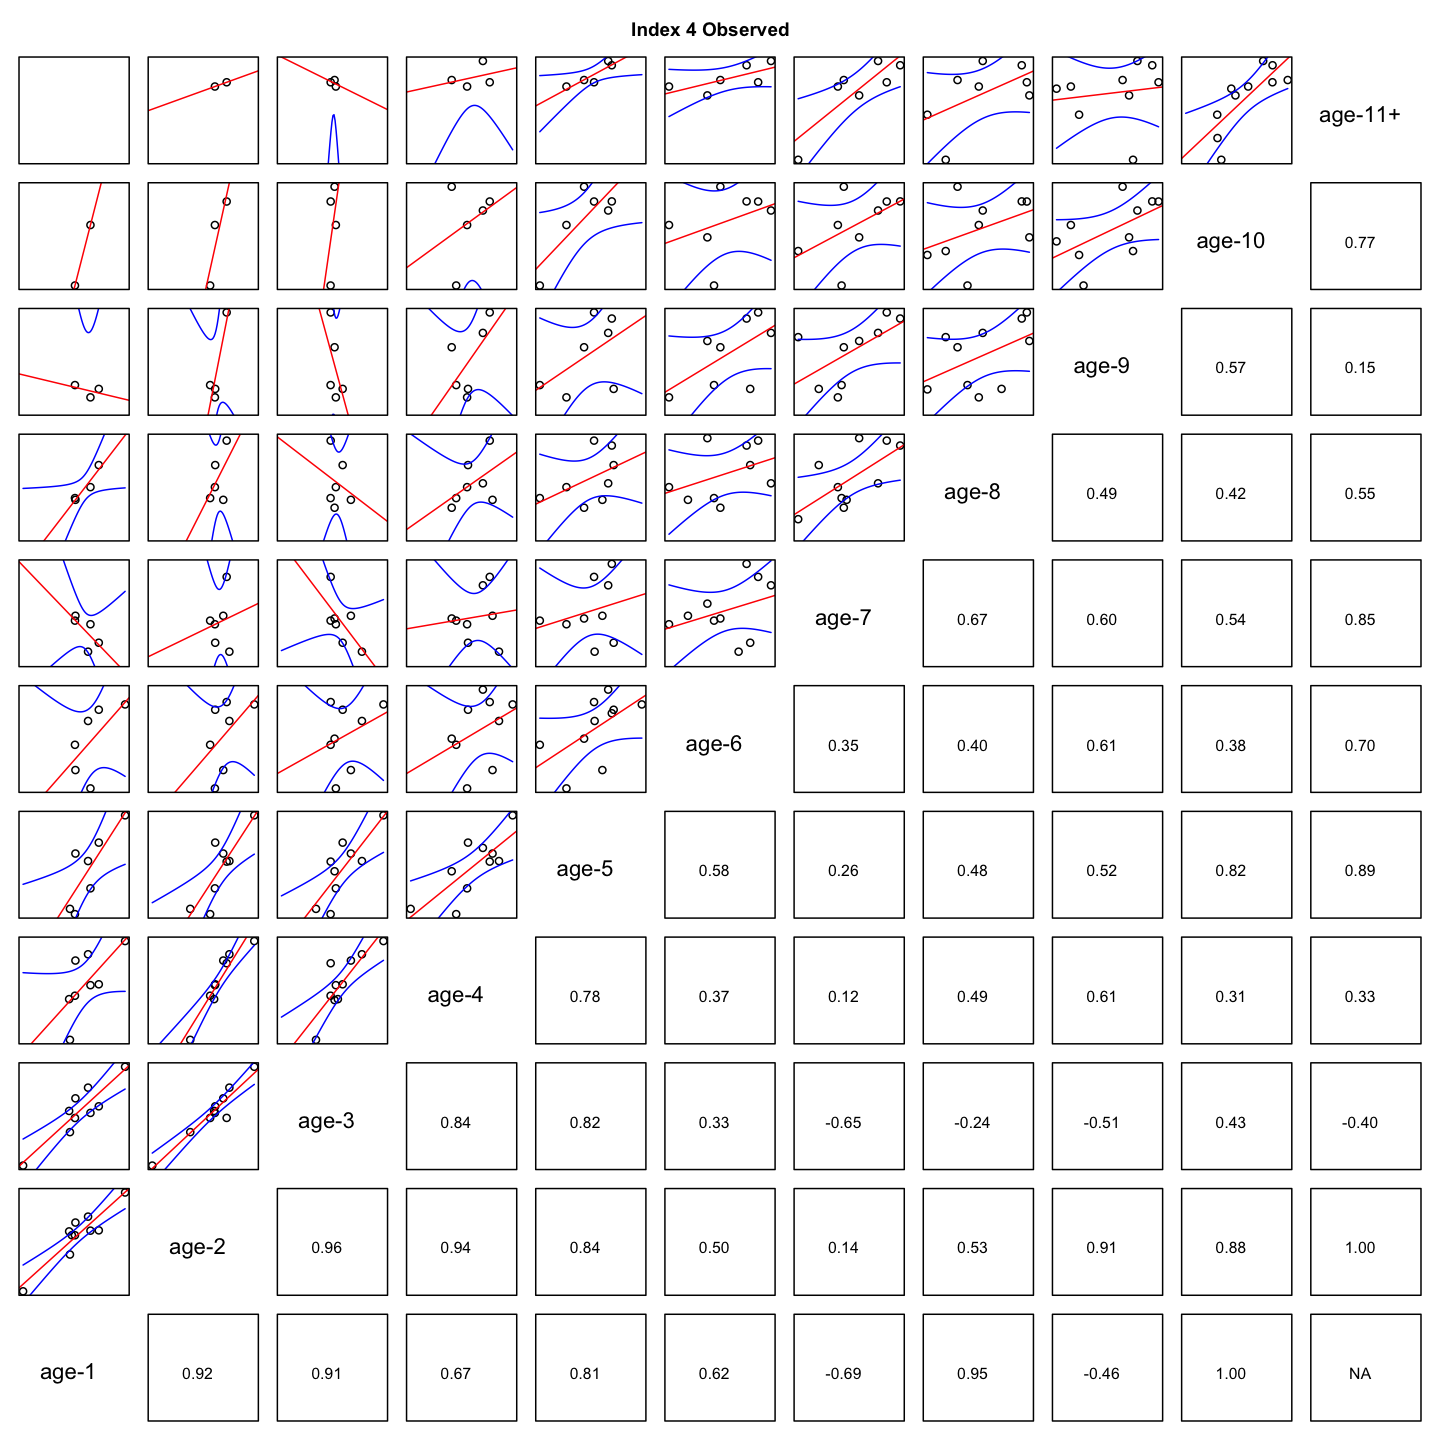 Index 4 Observed
age-11+
age-10 0.77
age-9 0.57 0.15
age-8 0.49 0.42 0.55
age-7 0.67 0.60 0.54 0.85
age-6 0.35 0.40 0.61 0.38 0.70
age-5 0.58 0.26 0.48 0.52 0.82 0.89
age-4 0.78 0.37 0.12 0.49 0.61 0.31 0.33
age-3 0.84 0.82 0.33 -0.65 -0.24 -0.51 0.43 -0.40
age-2 0.96 0.94 0.84 0.50 0.14 0.53 0.91 0.88 1.00
age-1 0.92 0.91 0.67 0.81 0.62 -0.69 0.95 -0.46 1.00 NA